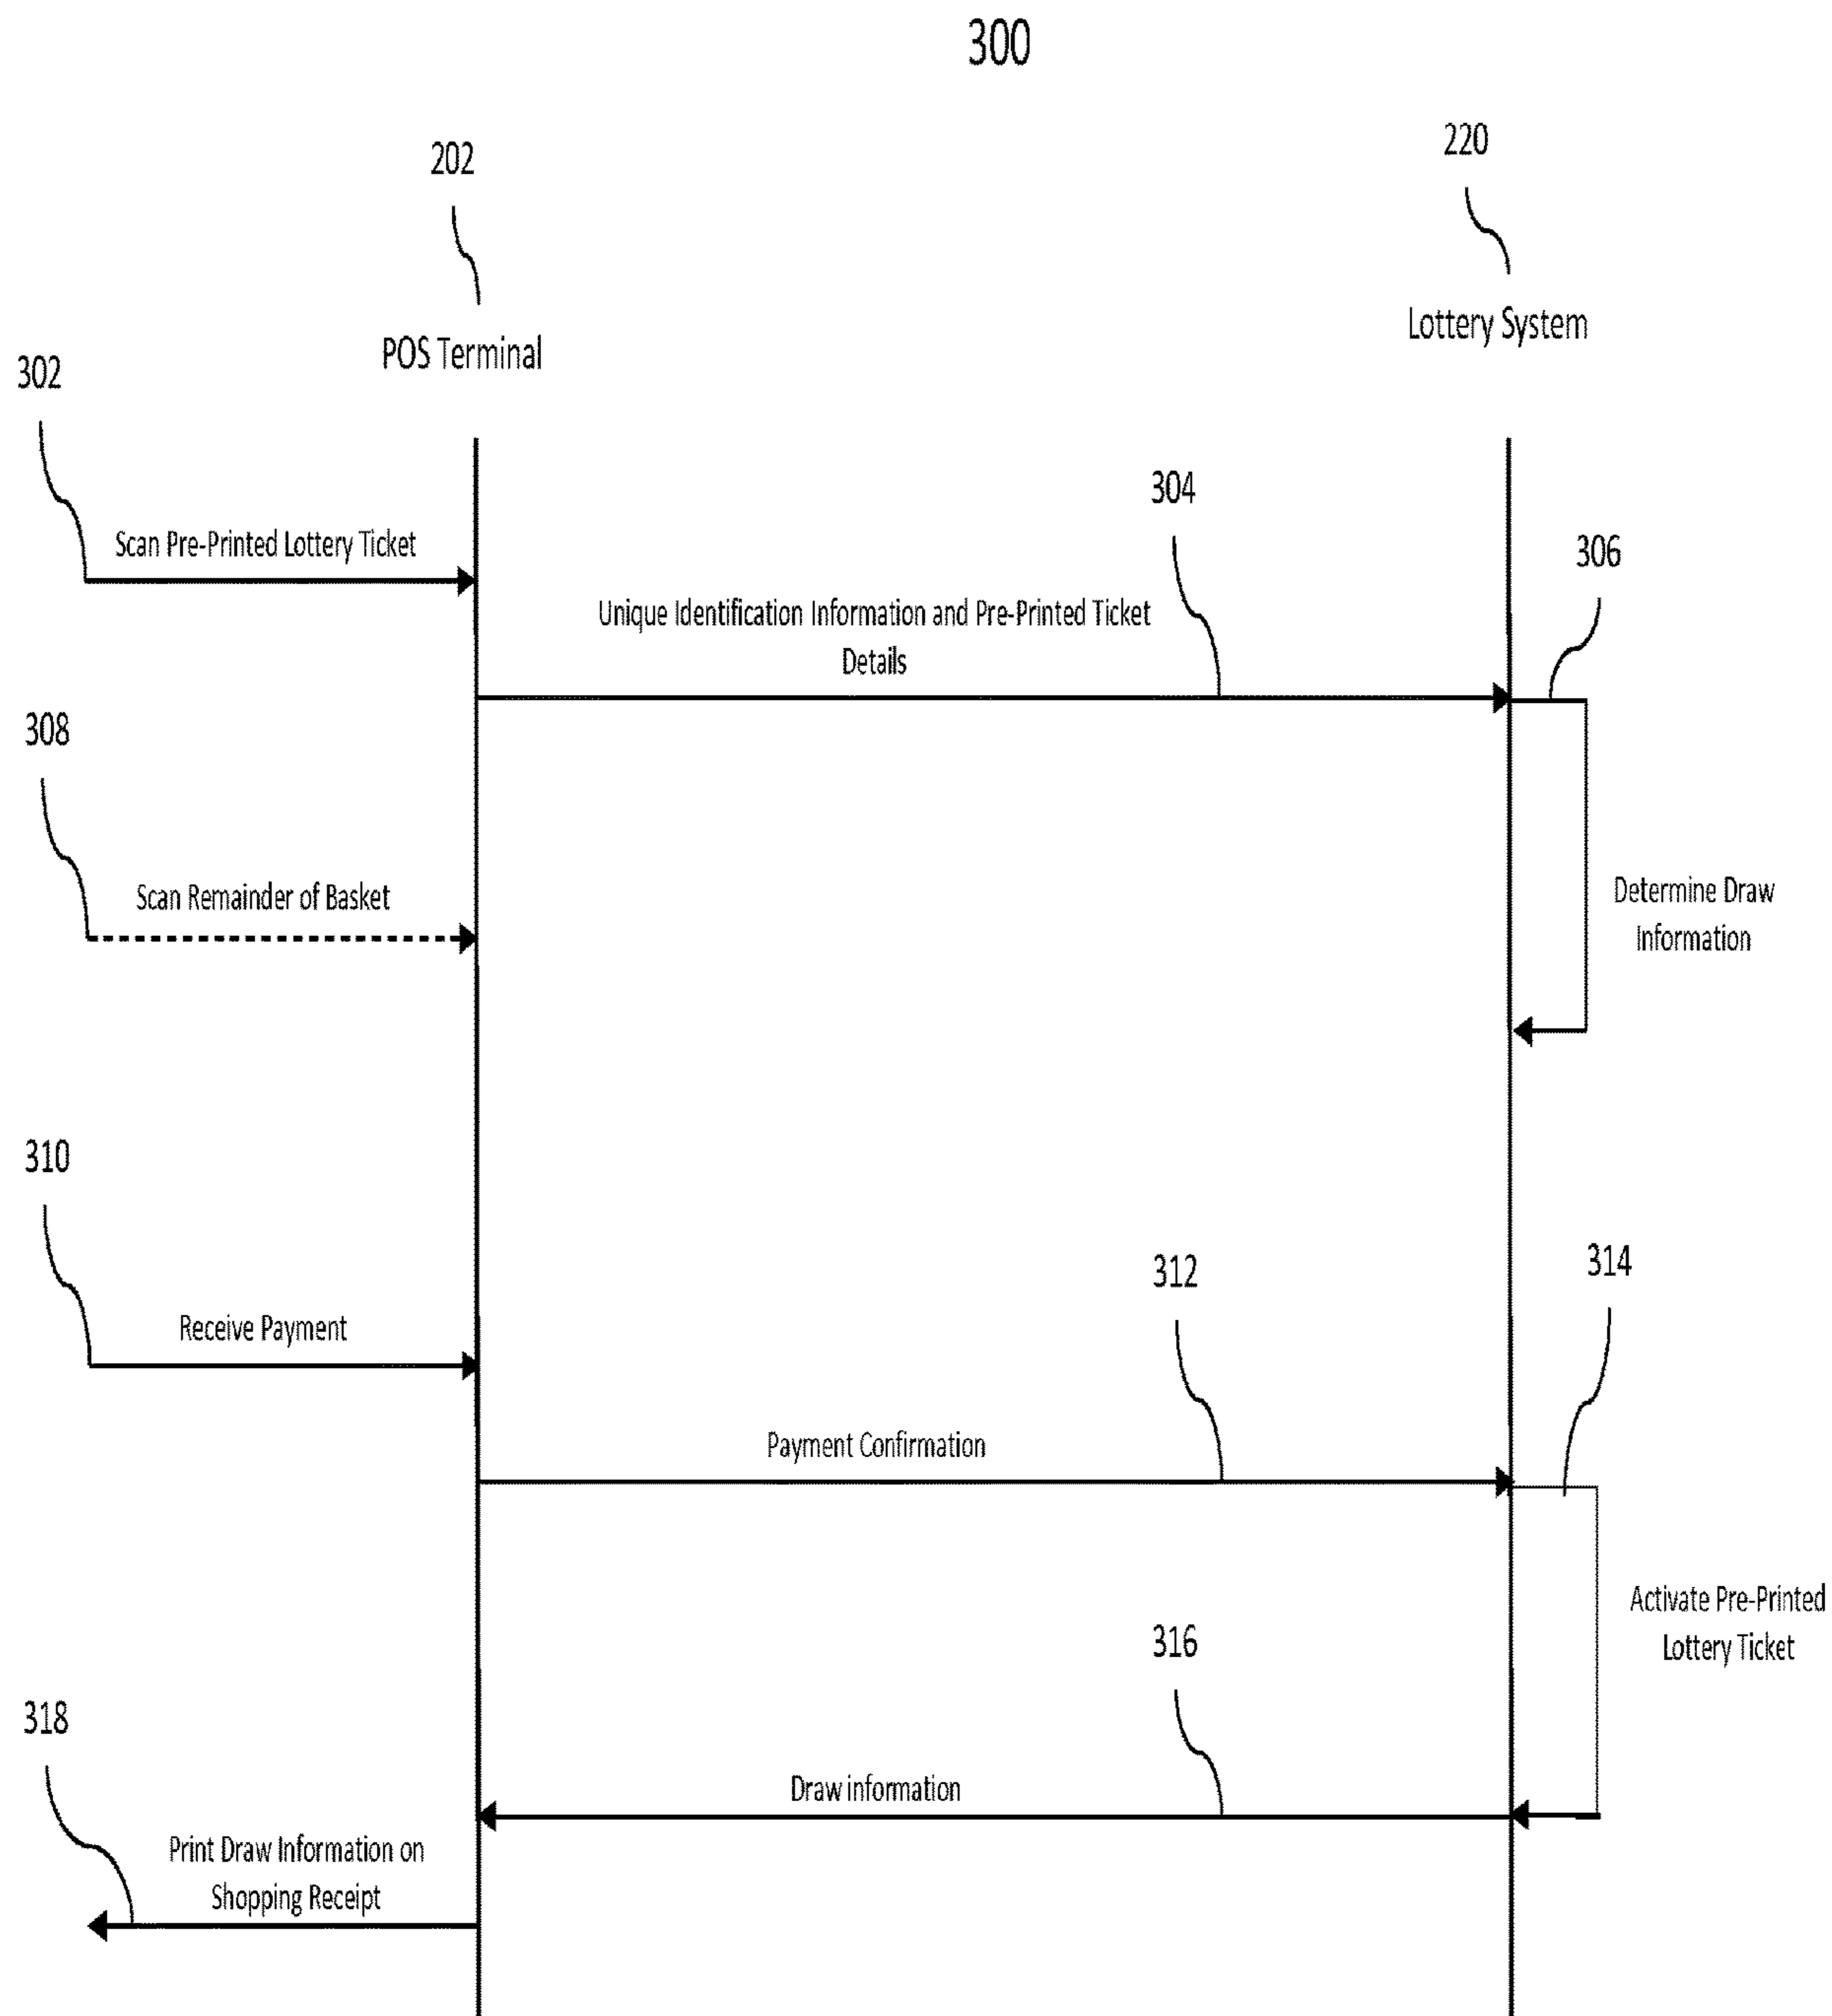 300
202
220
POS Terminal
Lottery System
302
Scan Pre-Printed Lottery Ticket
304
Unique Identification Information and Pre-Printed Ticket
Details
306
308
Scan Remainder of Basket
Determine Draw
Information
310
Receive Payment
312
Payment Confirmation
314
Activate Pre-Printed
Lottery Ticket
316
Draw information
318
Print Draw Information on
Shopping Receipt